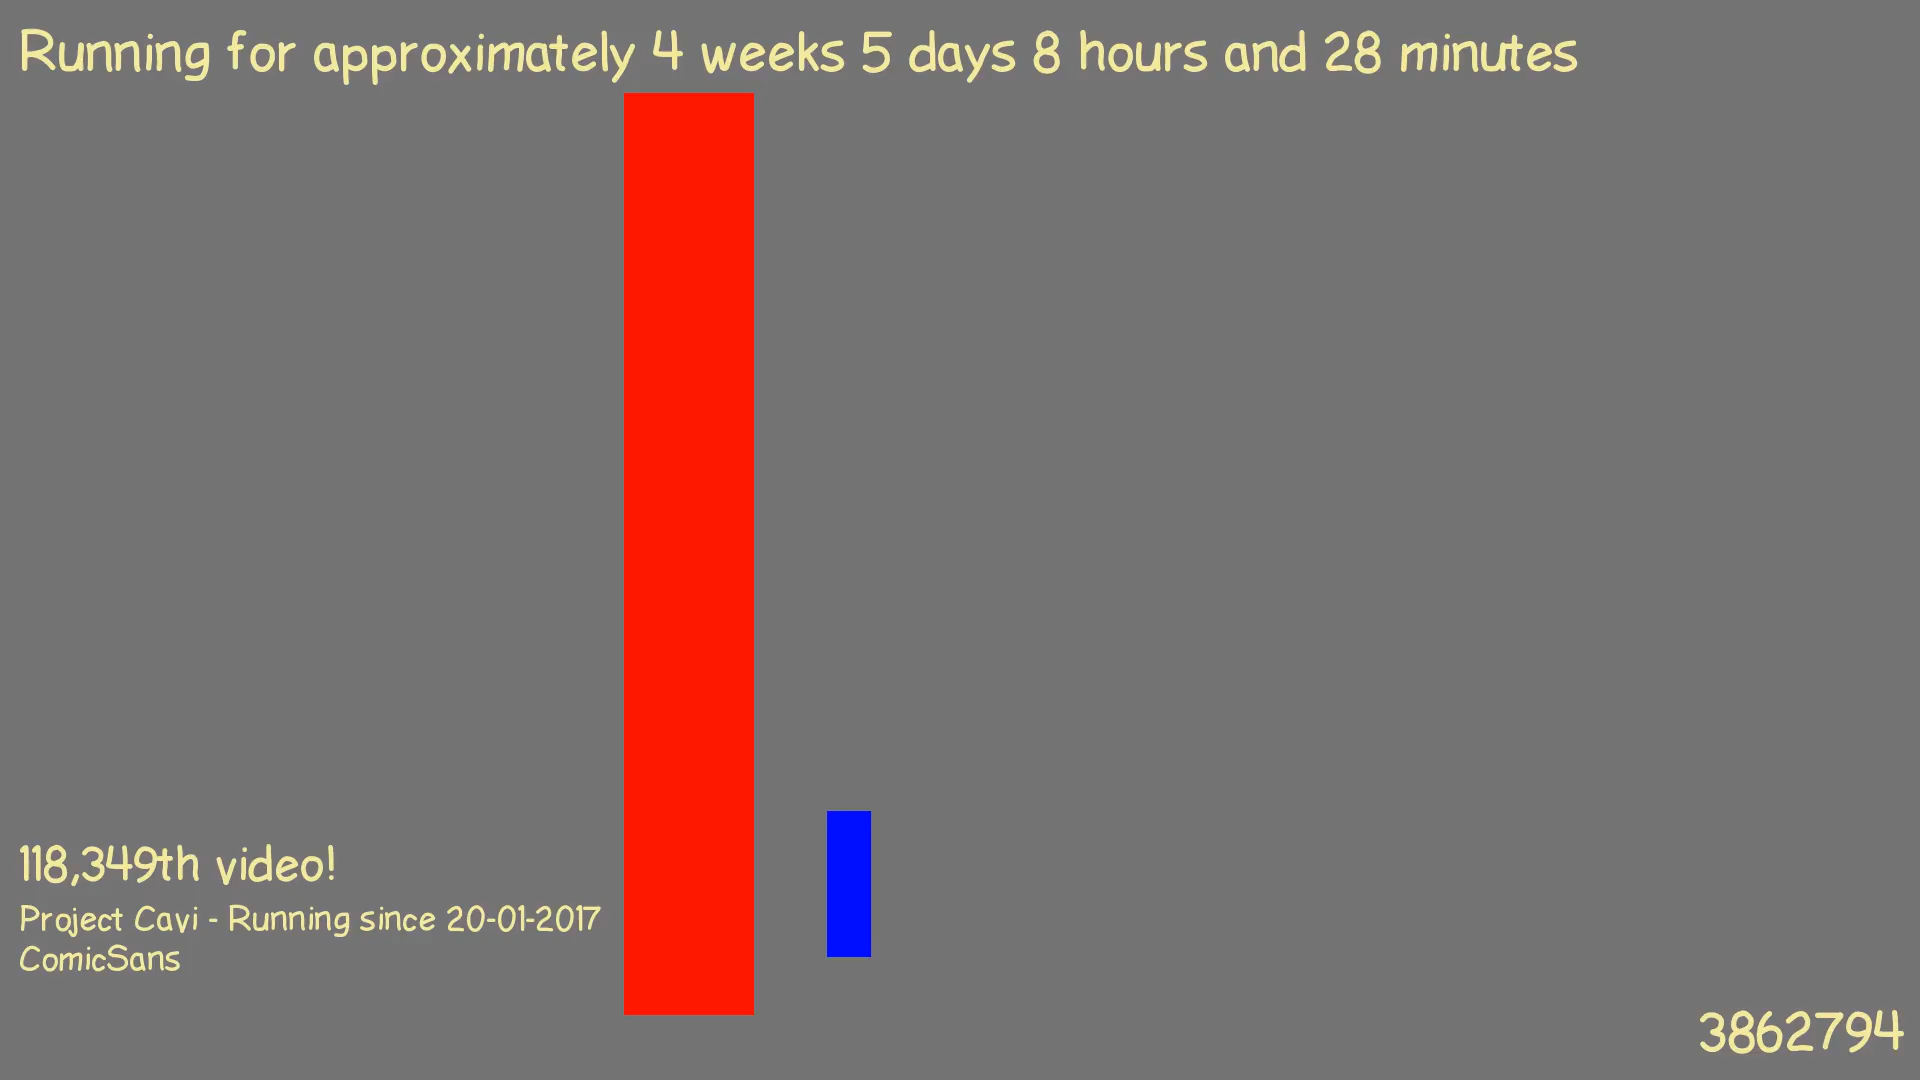 Running for approximately 4 weeks 5 days 8 hours and 28 minutes
118,349th video!
Project Cavi - Running since 20-01-2017
ComicSans
3862794